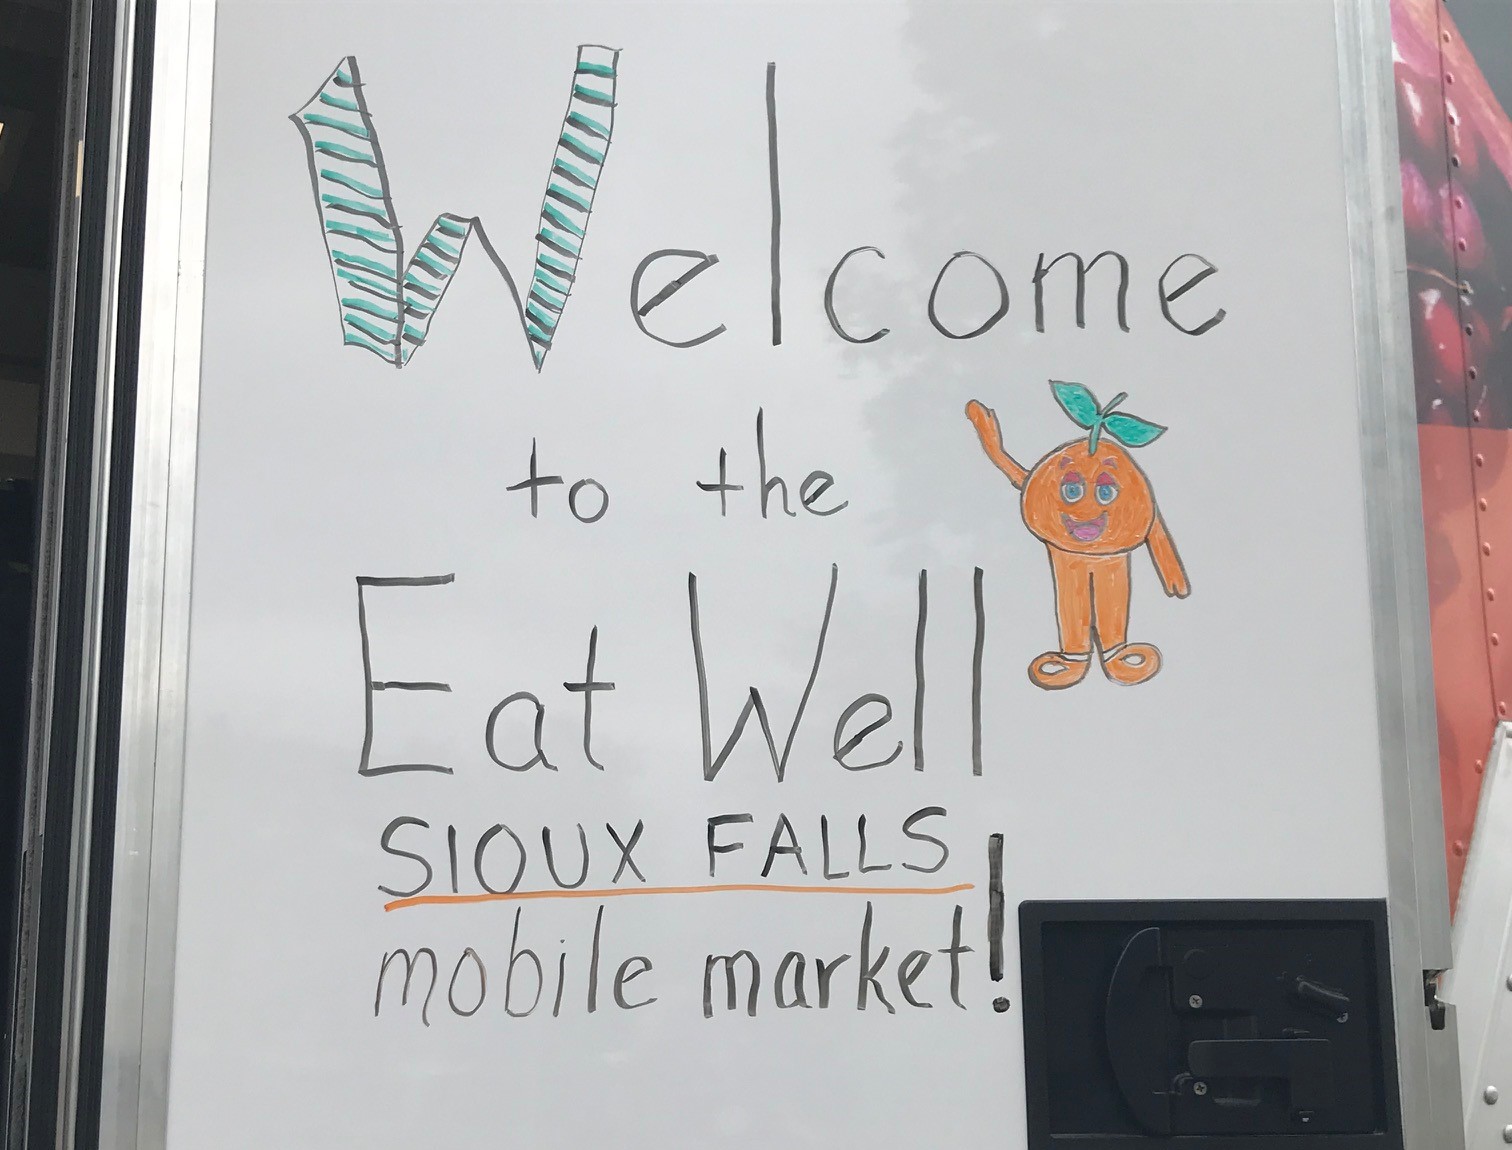 Welcome
to the
Eat Well
SIOUX FALLS
mobile market!